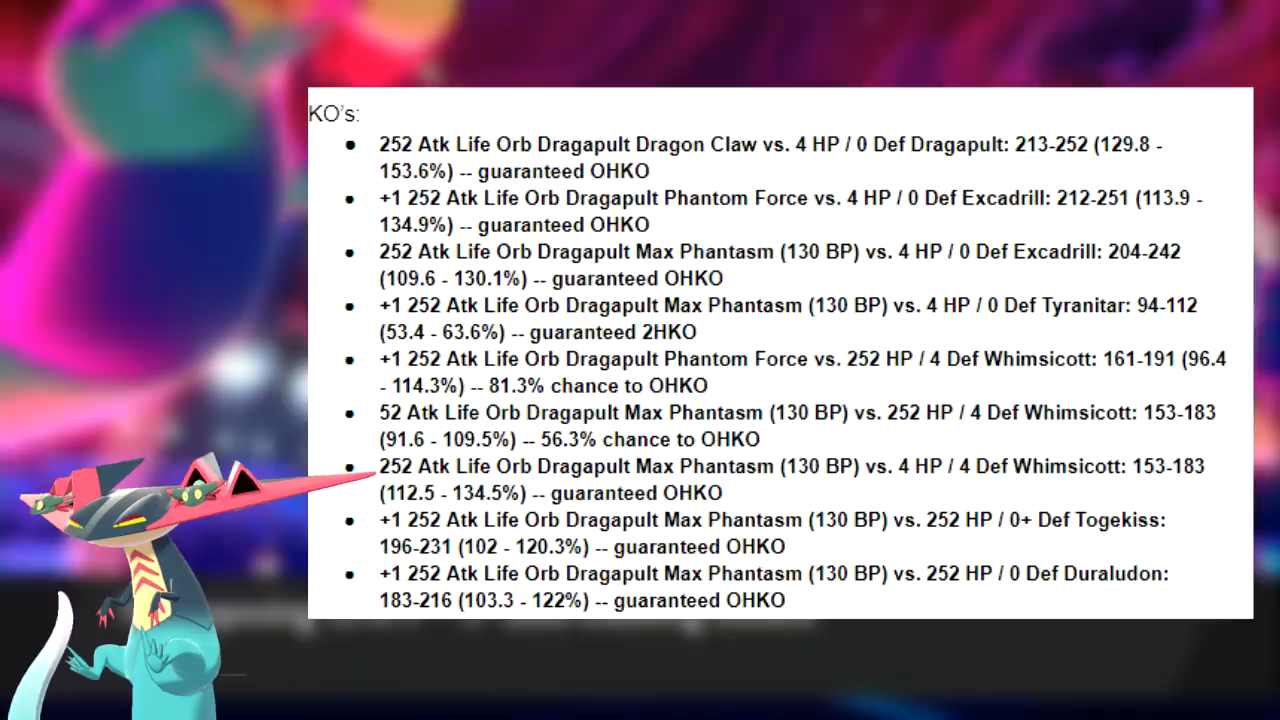 KO's:
● 252 Atk Life Orb Dragapult Dragon Claw vs. 4 HP / 0 Def Dragapult: 213-252 (129.8 -
153.6%) -- guaranteed OHKO
● +1 252 Atk Life Orb Dragapult Phantom Force vs. 4 HP / 0 Def Excadrill: 212-251 (113.9 -
134.9%) -- guaranteed OHKO
● 252 Atk Life Orb Dragapult Max Phantasm (130 BP) vs. 4 HP / 0 Def Excadrill: 204-242
(109.6 - 130.1%) -- guaranteed OHKO
● +1 252 Atk Life Orb Dragapult Max Phantasm (130 BP) vs. 4 HP / 0 Def Tyranitar: 94-112
(53.4 - 63.6%) -- guaranteed 2HKO
● +1 252 Atk Life Orb Dragapult Phantom Force vs. 252 HP / 4 Def Whimsicott: 161-191 (96.4
- 114.3%) -- 81.3% chance to OHKO
● 52 Atk Life Orb Dragapult Max Phantasm (130 BP) vs. 252 HP / 4 Def Whimsicott: 153-183
(91.6 - 109.5%) -- 56.3% chance to OHKO
● 252 Atk Life Orb Dragapult Max Phantasm (130 BP) vs. 4 HP / 4 Def Whimsicott: 153-183
(112.5 - 134.5%) -- guaranteed OHKO
● +1 252 Atk Life Orb Dragapult Max Phantasm (130 BP) vs. 252 HP / 0+ Def Togekiss:
196-231 (102 - 120.3%) -- guaranteed OHKO
● +1 252 Atk Life Orb Dragapult Max Phantasm (130 BP) vs. 252 HP / 0 Def Duraludon:
183-216 (103.3 - 122%) -- guaranteed OHKO